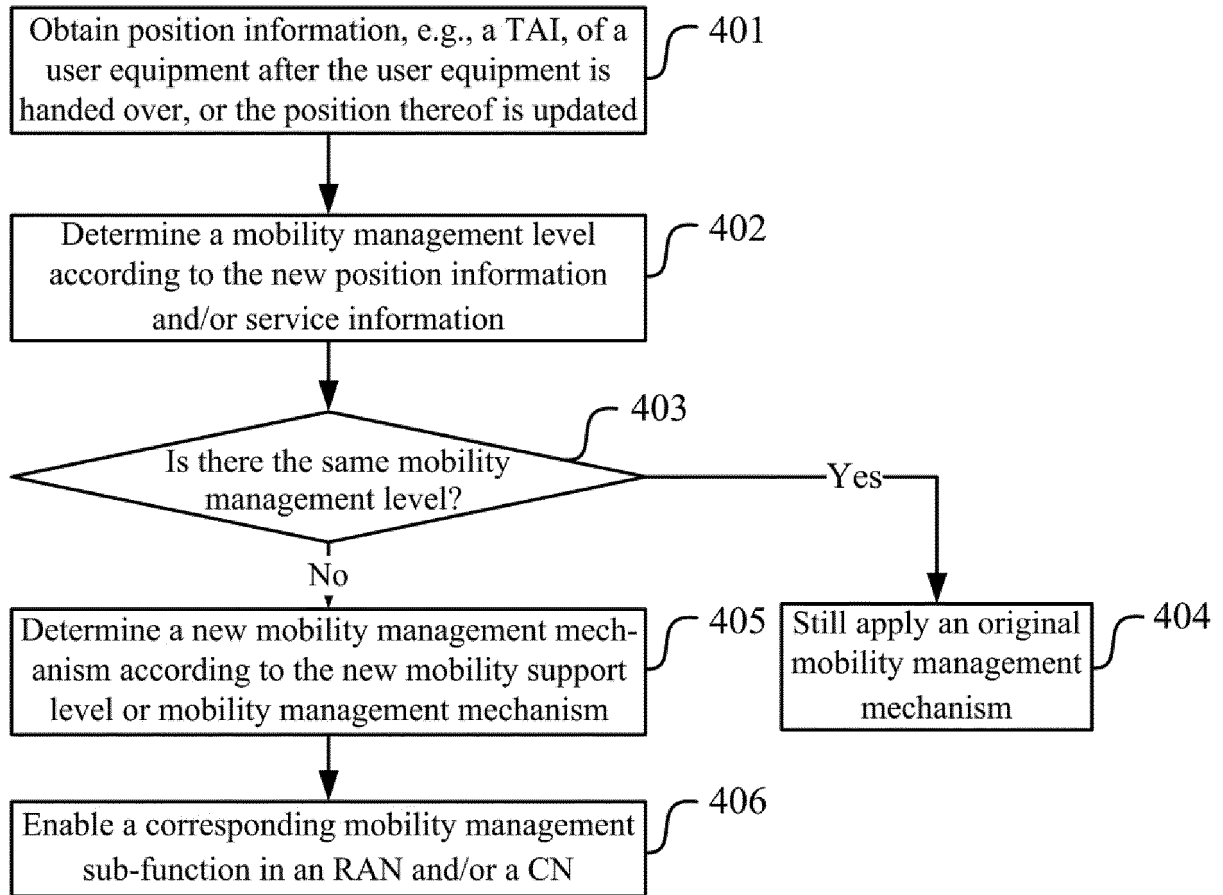 Obtain position information, e.g., a TAI, of a
user equipment after the user equipment is
handed over, or the position thereof is updated
401
Determine a mobility management level
according to the new position information
and/or service information
402
Is there the same mobility
management level?
403
Yes
No
Determine a new mobility management mech-
anism according to the new mobility support
level or mobility management mechanism
405
Still apply an original
mobility management
mechanism
404
Enable a corresponding mobility management
sub-function in an RAN and/or a CN
406